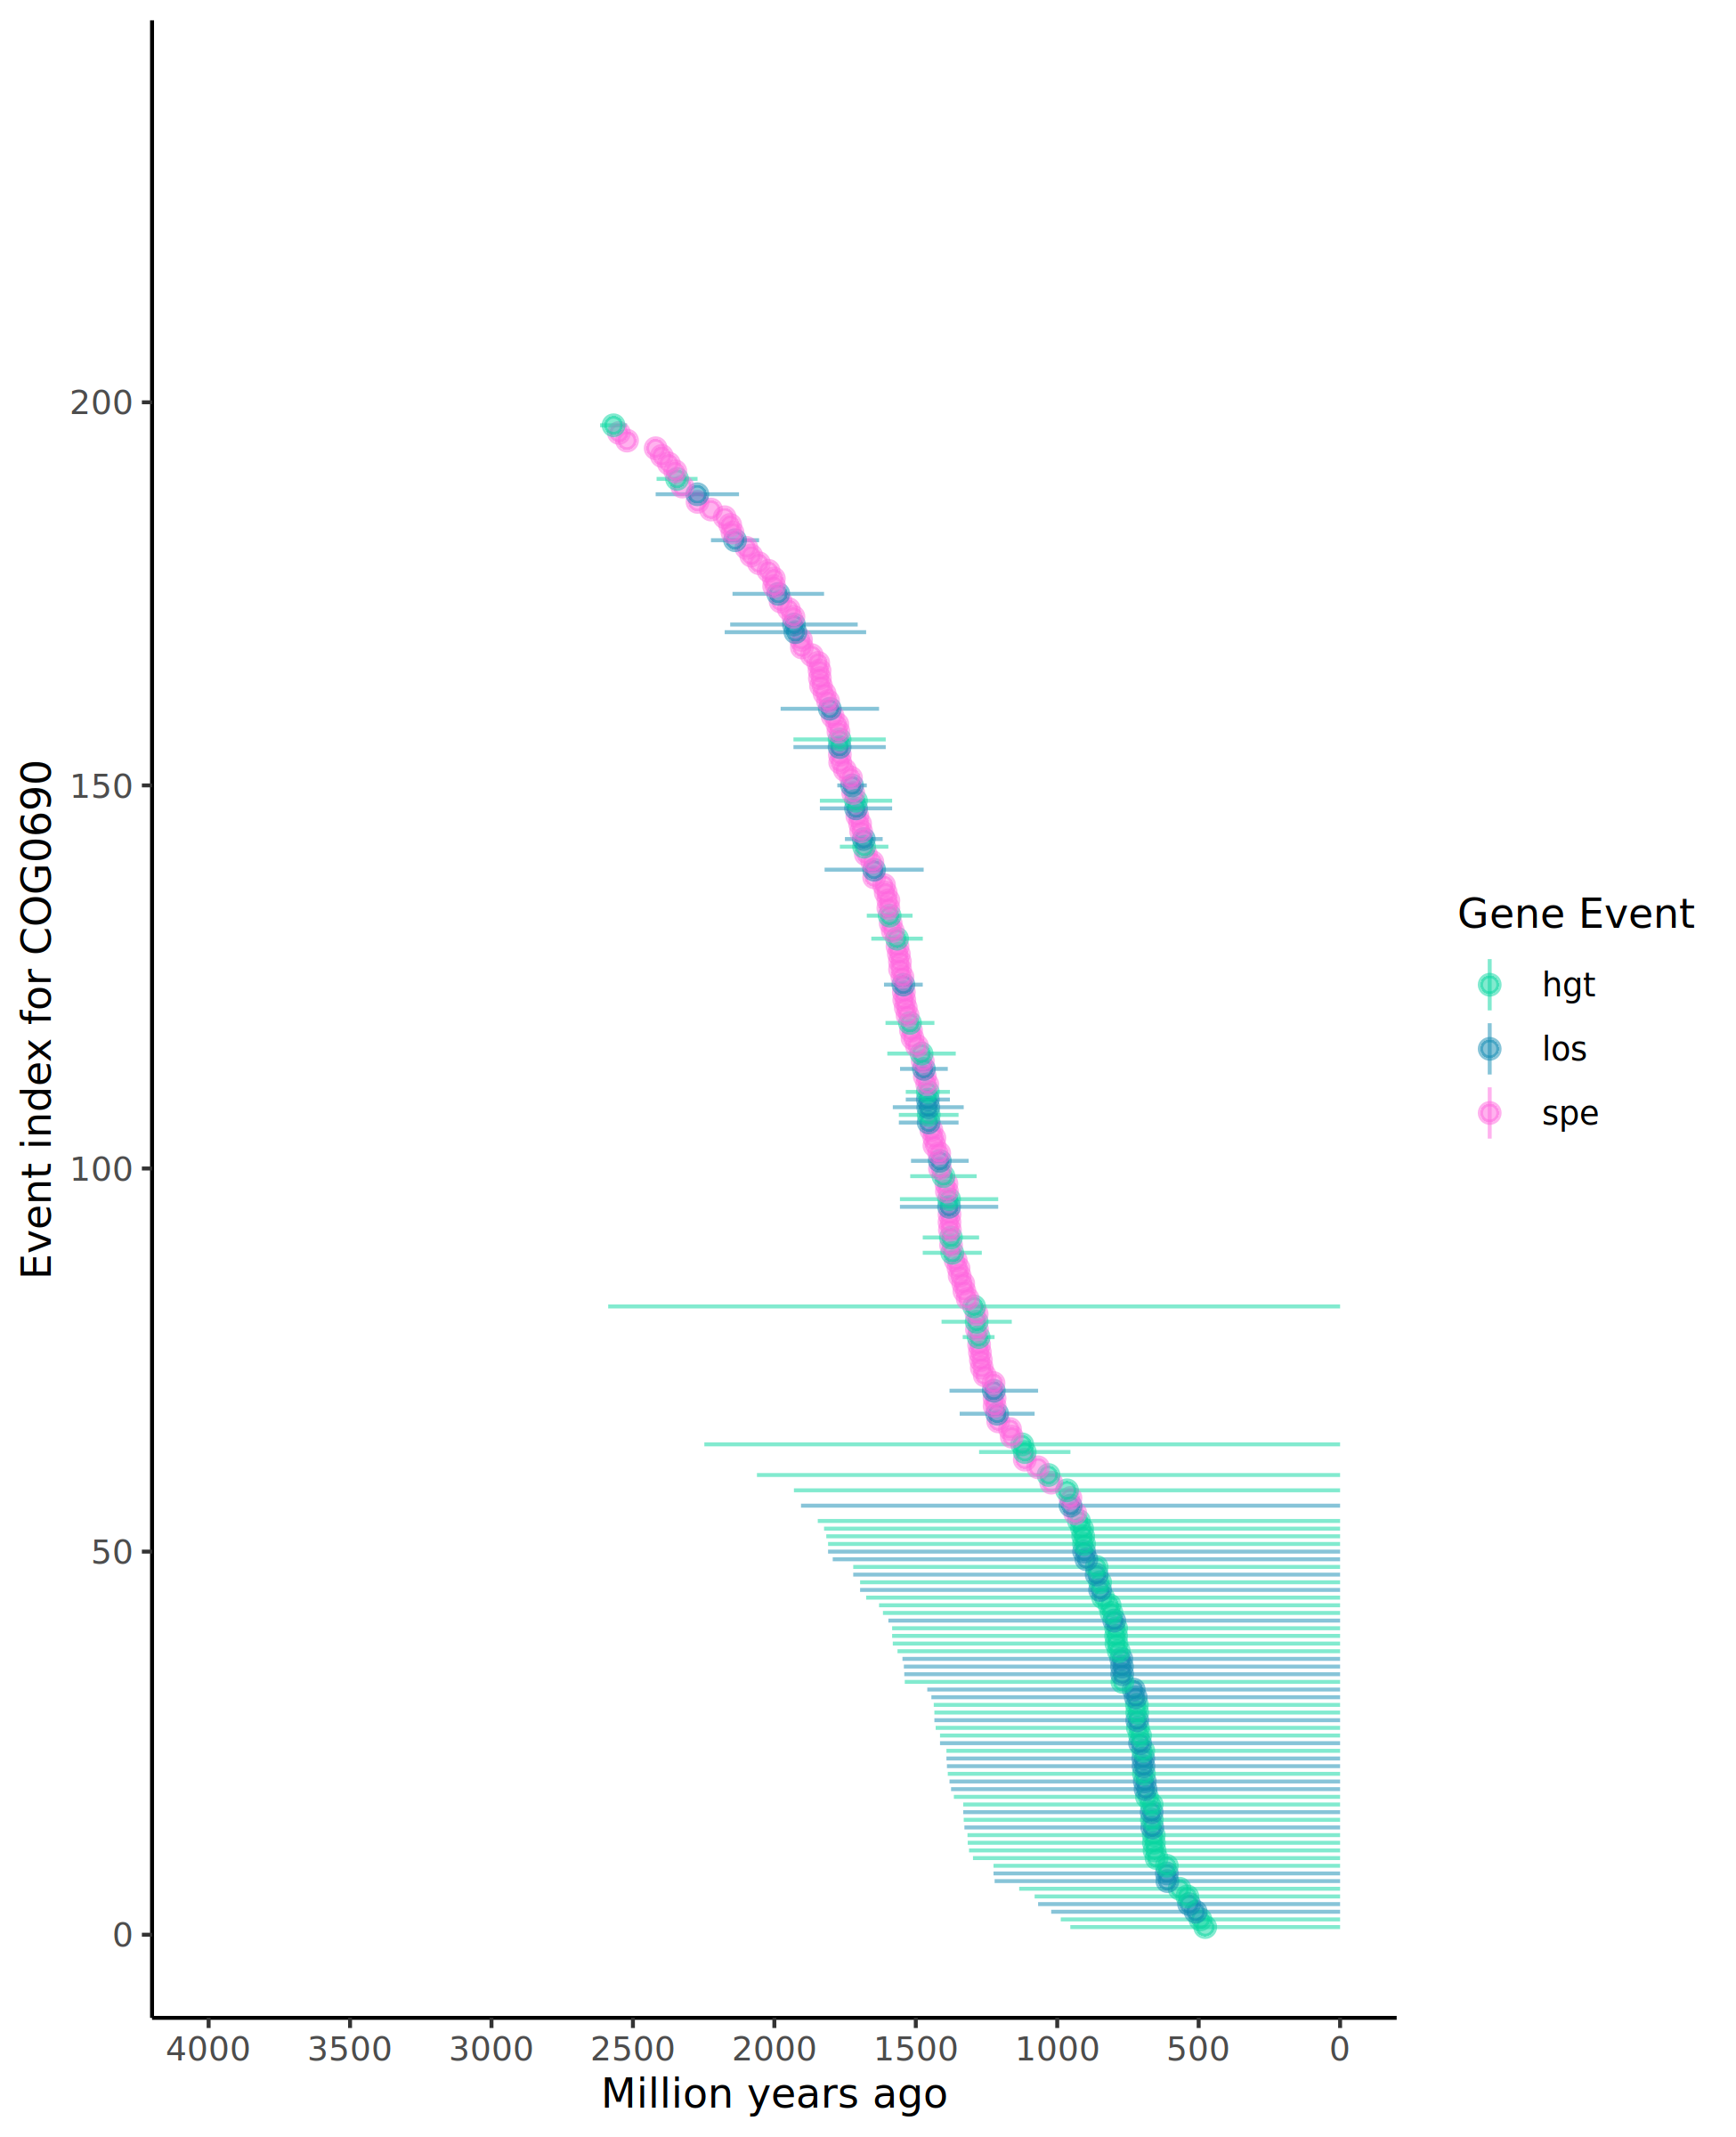 Event index for COG0690
200
150
100
50
0
4000 3500 3000 2500 2000 1500 1000 500 0
Million years ago
Gene Event
hgt
los
spe